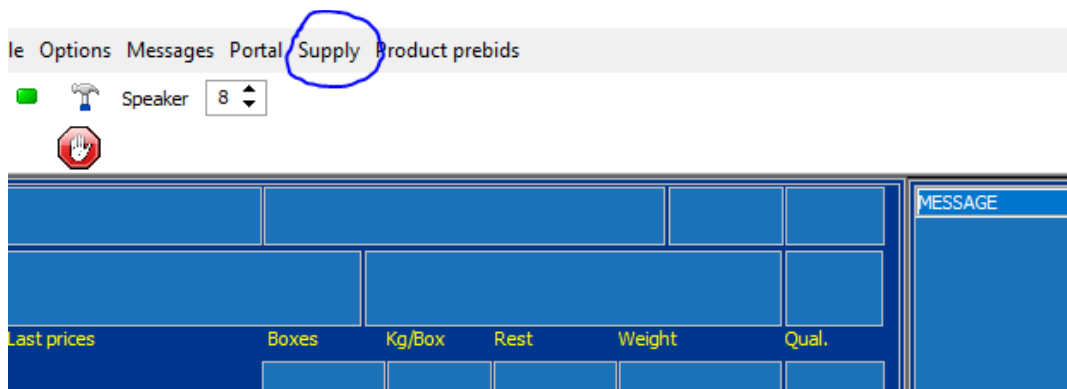 le Options Messages Portal Supply Product prebids
Speaker 8
MESSAGE
Last prices Boxes Kg/Box Rest Weight Qual.